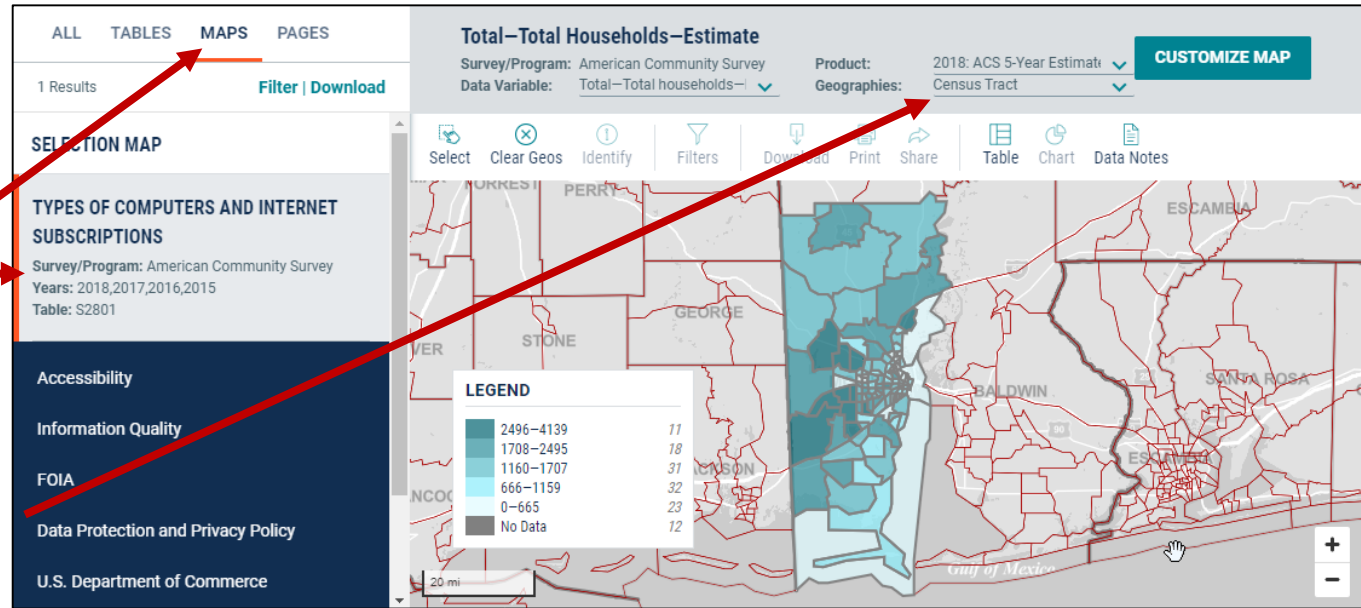 ALL TABLES MAPS PAGES
1 Results Filter | Download
SELECTION MAP
TYPES OF COMPUTERS AND INTERNET
SUBSCRIPTIONS
Survey/Program: American Community Survey
Years: 2018,2017,2016,2015
Table: S2801
Accessibility
Information Quality
FOIA
Data Protection and Privacy Policy
U.S. Department of Commerce
Total—Total Households—Estimate
Survey/Program: American Community Survey Product: 2018: ACS 5-Year Estimate
Data Variable: Total—Total households— Geographies: Census Tract
CUSTOMIZE MAP
Select Clear Geos Identify Filters Download Print Share Table Chart Data Notes
FORREST PERRY
ESCAMBIA
GEORGE
STONE
BALDWIN
SANTA ROSA
90
ESCAMBIA
JACKSON
Gulf of Mexico
LEGEND
2496—4139 11
1708—2495 18
1160—1707 31
666—1159 32
0—665 23
No Data 12
20 mi
+
−